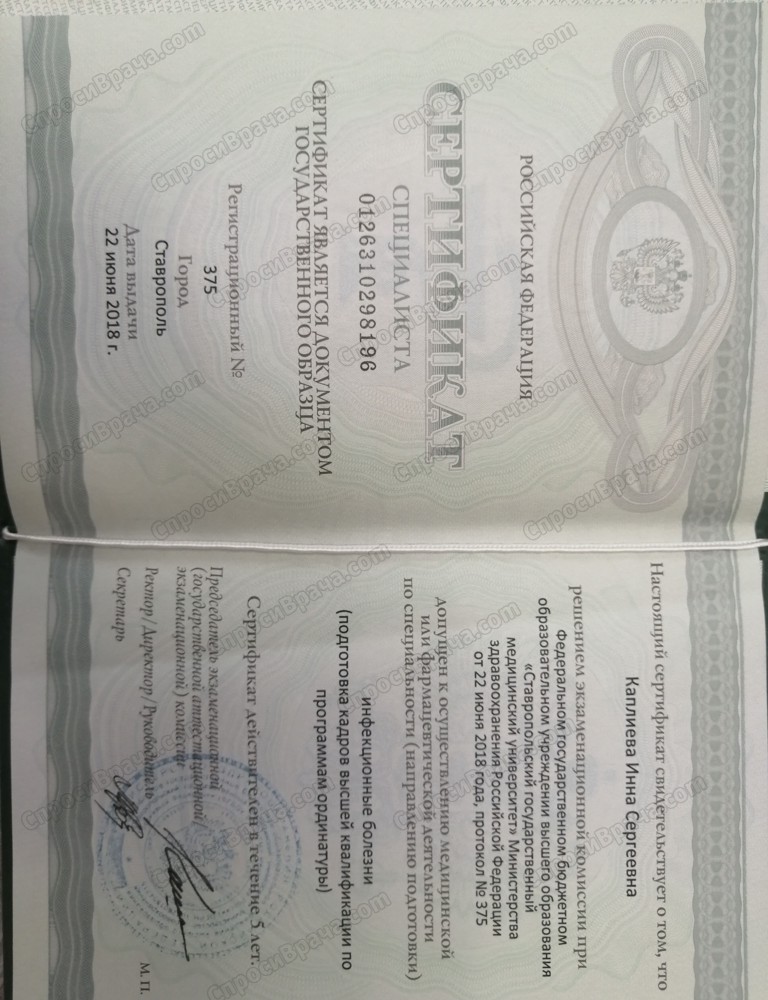 РОССИЙСКАЯ ФЕДЕРАЦИЯ
СЕРТИФИКАТ
СПЕЦИАЛИСТА
0126310298196
СЕРТИФИКАТ ЯВЛЯЕТСЯ ДОКУМЕНТОМ
ГОСУДАРСТВЕННОГО ОБРАЗЦА
Регистрационный №
375
Город
Ставрополь
Дата выдачи
22 июня 2018 г.
Настоящий сертификат свидетельствует о том, что
Каплиева Инна Сергеевна
решением экзаменационной комиссии при
Федеральном государственном бюджетном
образовательном учреждении высшего образования
«Ставропольский государственный
медицинский университет» Министерства
здравоохранения Российской Федерации
от 22 июня 2018 года, протокол № 375
допущен к осуществлению медицинской
или фармацевтической деятельности
по специальности (направлению подготовки)
инфекционные болезни
(подготовка кадров высшей квалификации по
программам ординатуры)
Сертификат действителен в течение 5 лет.
Председатель экзаменационной
(государственной аттестационной/
экзаменационной) комиссии
Ректор/Директор/Руководитель
Секретарь
М. П.
СпросиВрача.com